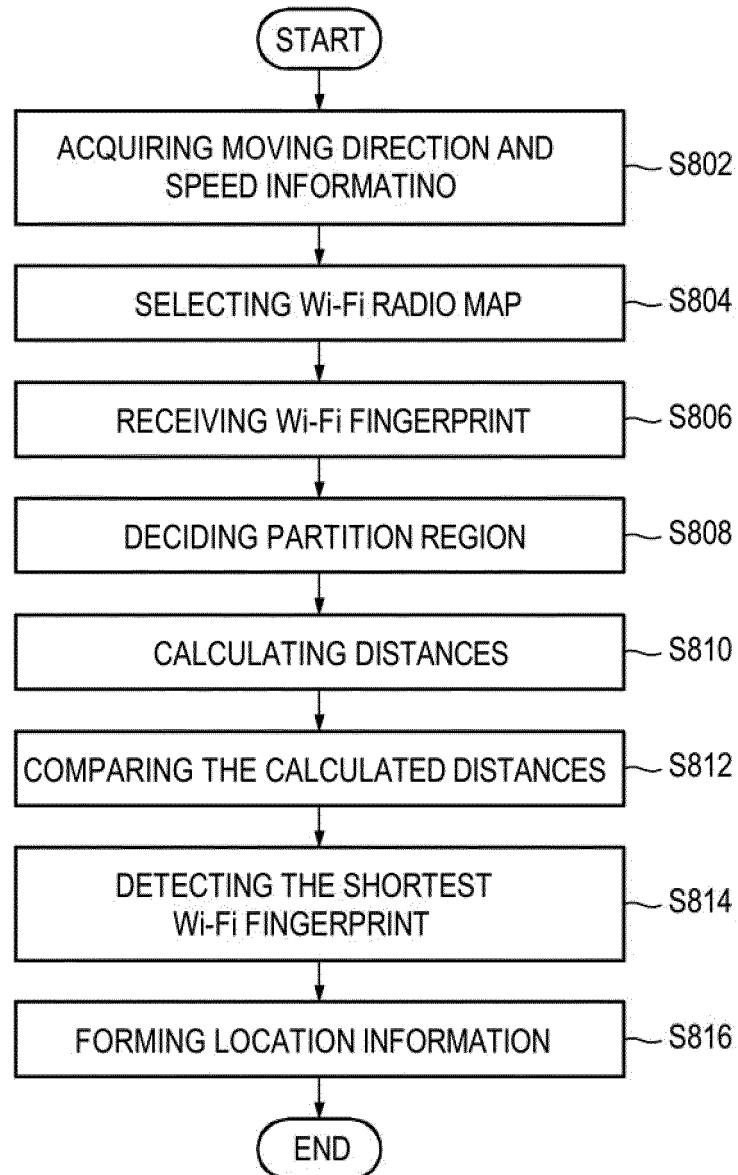 START
ACQUIRING MOVING DIRECTION AND
SPEED INFORMATINO
S802
SELECTING Wi-Fi RADIO MAP
S804
RECEIVING Wi-Fi FINGERPRINT
S806
DECIDING PARTITION REGION
S808
CALCULATING DISTANCES
S810
COMPARING THE CALCULATED DISTANCES
S812
DETECTING THE SHORTEST
Wi-Fi FINGERPRINT
S814
FORMING LOCATION INFORMATION
S816
END